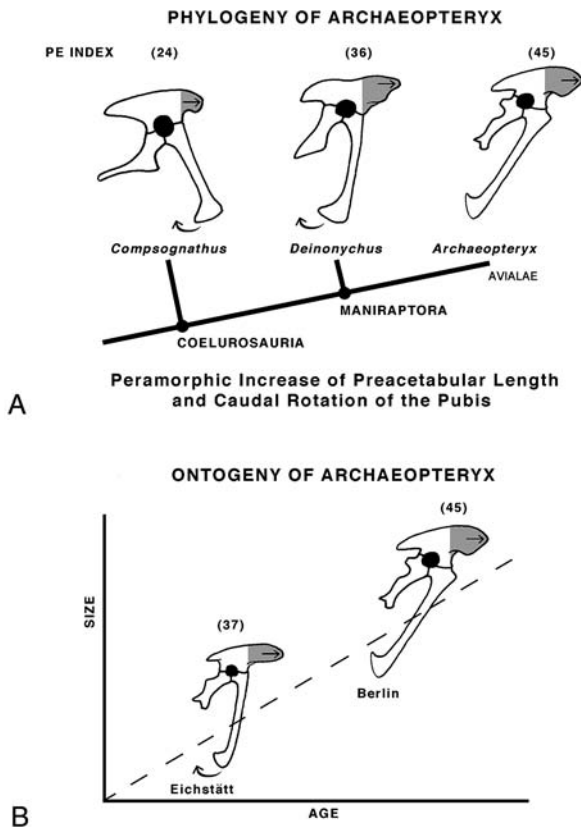 PHYLOGENY OF ARCHAEOPTERYX
PE INDEX (24) (36) (45)
Compsognathus Deinonychus Archaeopteryx
AVIALAE
MANIRAPTORA
COELUROSAURIA
Peramorphic Increase of Preacetabular Length
and Caudal Rotation of the Pubis
A
ONTOGENY OF ARCHAEOPTERYX
(45)
SIZE
(37)
Berlin
Eichstätt
AGE
B